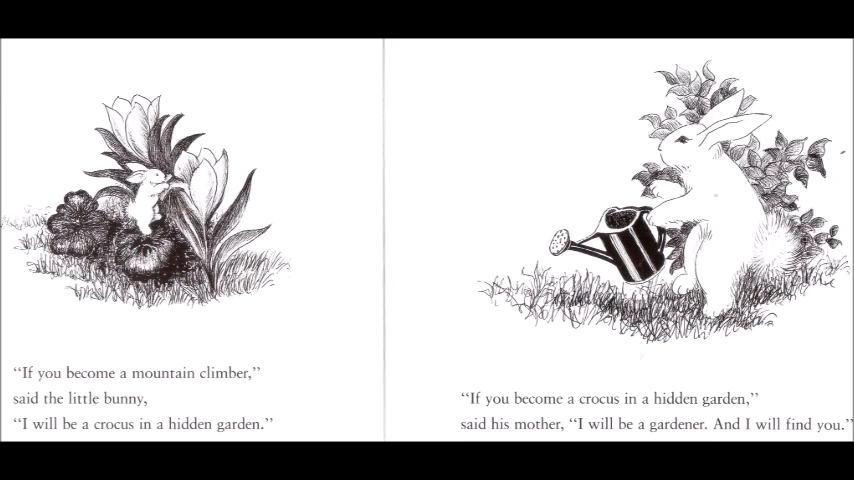 “If you become a mountain climber,”
said the little bunny,
“I will be a crocus in a hidden garden.”
“If you become a crocus in a hidden garden,”
said his mother, “I will be a gardener. And I will find you.”